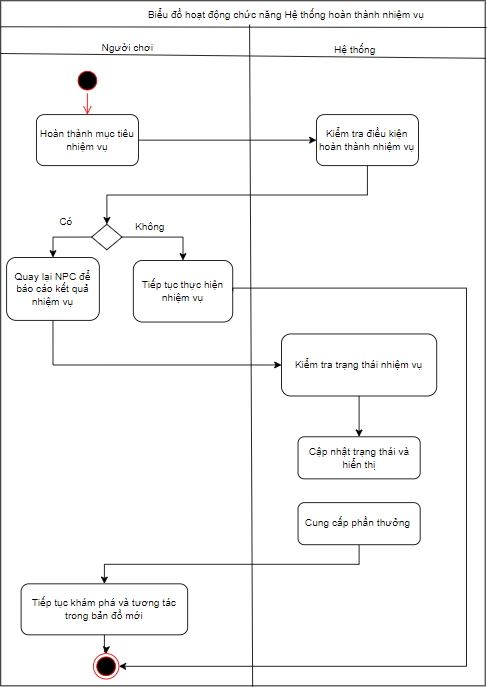 Biểu đồ hoạt động chức năng Hệ thống hoàn thành nhiệm vụ
Người chơi
Hệ thống
Hoàn thành mục tiêu
nhiệm vụ
Kiểm tra điều kiện
hoàn thành nhiệm vụ
Có
Không
Quay lại NPC để
báo cáo kết quả
nhiệm vụ
Tiếp tục thực hiện
nhiệm vụ
Kiểm tra trạng thái nhiệm vụ
Cập nhật trạng thái và
hiển thị
Cung cấp phần thưởng
Tiếp tục khám phá và tương tác
trong bản đồ mới